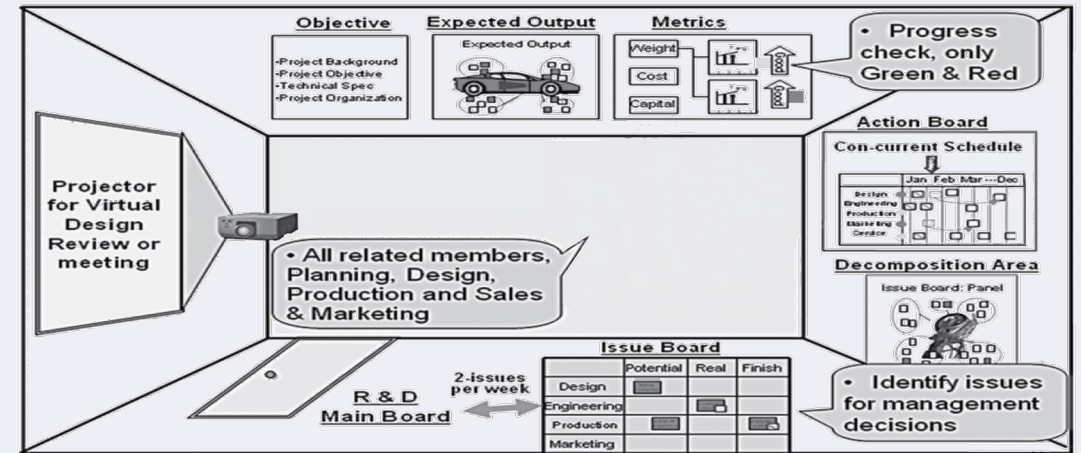 Objective
•Project Background
•Project Objective
•Technical Spec
•Project Organization
Expected Output
Expected Output
Metrics
Weight
Cost
Capital
• Progress
check, only
Green & Red
Action Board
Con-current Schedule
Jan Feb Mar ---Dec
Design
Engineering
Production
Marketing
Service
Decomposition Area
Issue Board: Panel
• Identify issues
for management
decisions
Projector
for Virtual
Design
Review or
meeting
• All related members,
Planning, Design,
Production and Sales
& Marketing
R & D
Main Board
2-issues
per week
Issue Board
Potential Real Finish
Design
Engineering
Production
Marketing